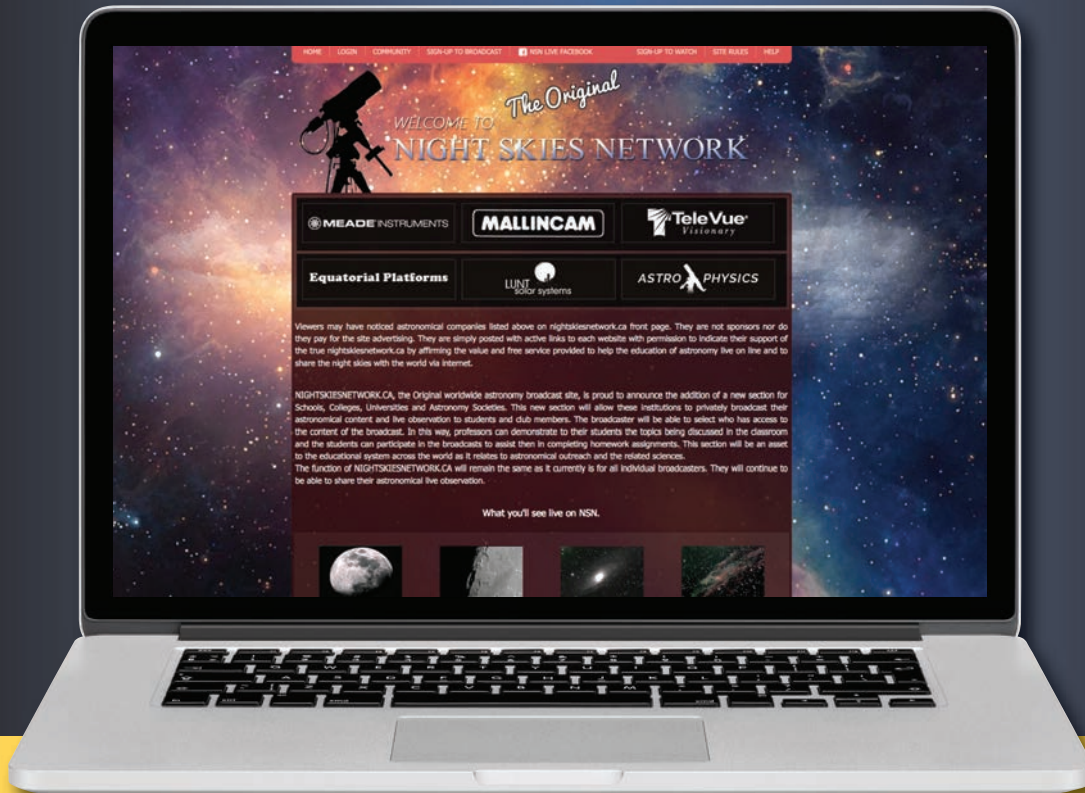 HOME LOGIN COMMUNITY SIGN-UP TO BROADCAST NSN LIVE FACEBOOK SIGN-UP TO WATCH SITE RULES HELP
The Original
WELCOME TO
NIGHT SKIES NETWORK
MEADE INSTRUMENTS MALLINCAM TeleVue®
Visionary
Equatorial Platforms LUNT solar systems ASTRO PHYSICS
Viewers may have noticed astronomical companies listed above on nightskiesnetwork.ca front page. They are not sponsors nor do
they pay for the site advertising. They are simply posted with active links to each website with permission to indicate their support of
the true nightskiesnetwork.ca by affirming the value and free service provided to help the education of astronomy live on line and to
share the night skies with the world via internet.
NIGHTSKIESNETWORK.CA, the Original worldwide astronomy broadcast site, is proud to announce the addition of a new section for
Schools, Colleges, Universities and Astronomy Societies. This new section will allow these institutions to privately broadcast their
astronomical content and live observation to students and club members. The broadcaster will be able to select who has access to
the content of the broadcast. In this way, professors can demonstrate to their students the topics being discussed in the classroom
and the students can participate in the broadcasts to assist then in completing homework assignments. This section will be an asset
to the educational system across the world as it relates to astronomical outreach and the related sciences.
The function of NIGHTSKIESNETWORK.CA will remain the same as it currently is for all individual broadcasters. They will continue to
be able to share their astronomical live observation.
What you'll see live on NSN.